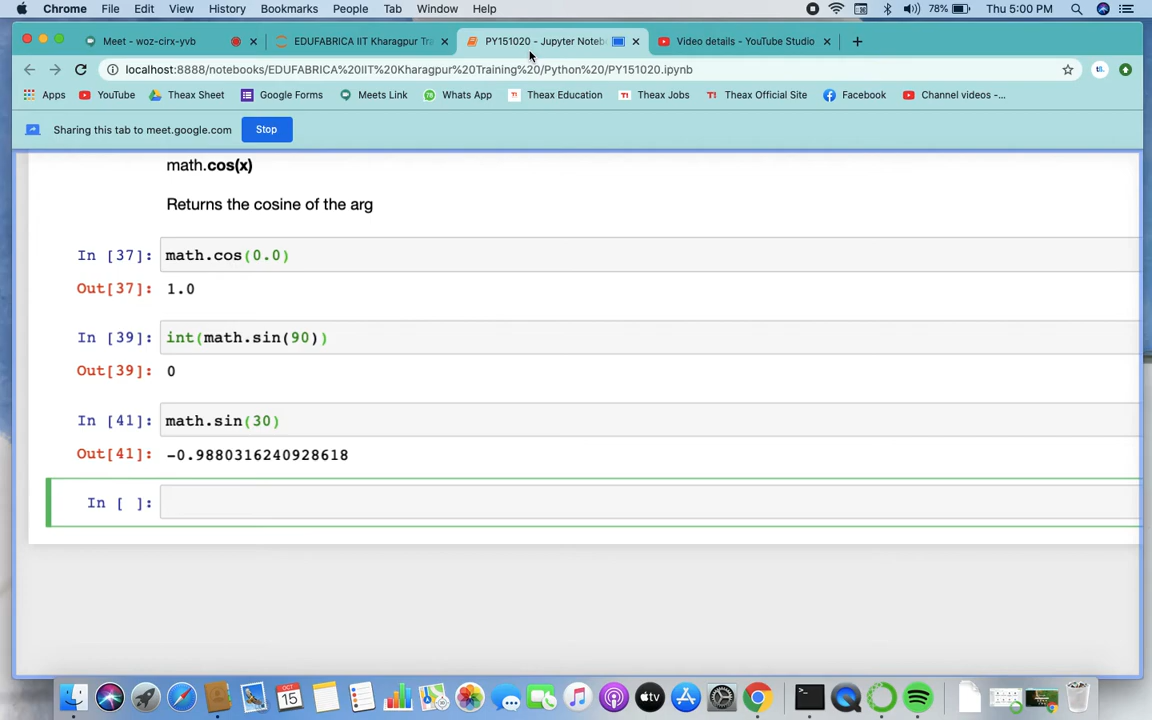 Chrome File Edit View History Bookmarks People Tab Window Help 78% Thu 5:00 PM
Meet - woz-cirx-yvb EDUFABRICA IIT Kharagpur Tra PY151020 - Jupyter Noteb Video details - YouTube Studio
localhost:8888/notebooks/EDUFABRICA%20IIT%20Kharagpur%20Training%20/Python%20/PY151020.ipynb
Apps YouTube Theax Sheet Google Forms Meets Link Whats App Theax Education Theax Jobs Theax Official Site Facebook Channel videos -...
Sharing this tab to meet.google.com Stop
math.cos(x)
Returns the cosine of the arg
In [37]: math.cos(0.0)
Out[37]: 1.0
In [39]: int(math.sin(90))
Out[39]: 0
In [41]: math.sin(30)
Out[41]: -0.9880316240928618
In [ ]:
OCT
15
tv